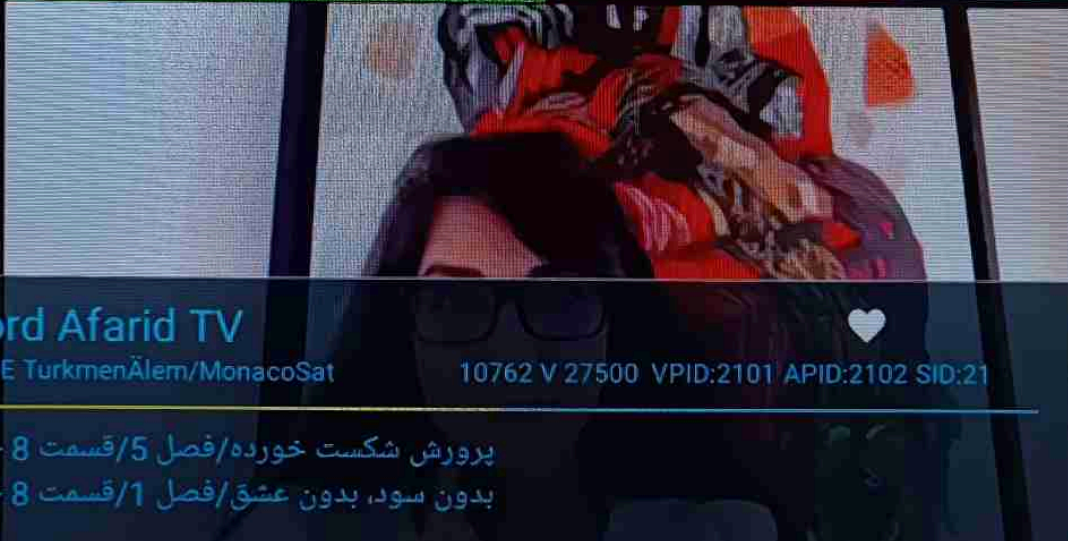 ord Afarid TV
E TurkmenÄlem/MonacoSat 10762 V 27500 VPID:2101 APID:2102 SID:21
پرورش شکست خورده/فصل 5/قسمت 8 -
بدون سود، بدون عشق/فصل 1/قسمت 8 -